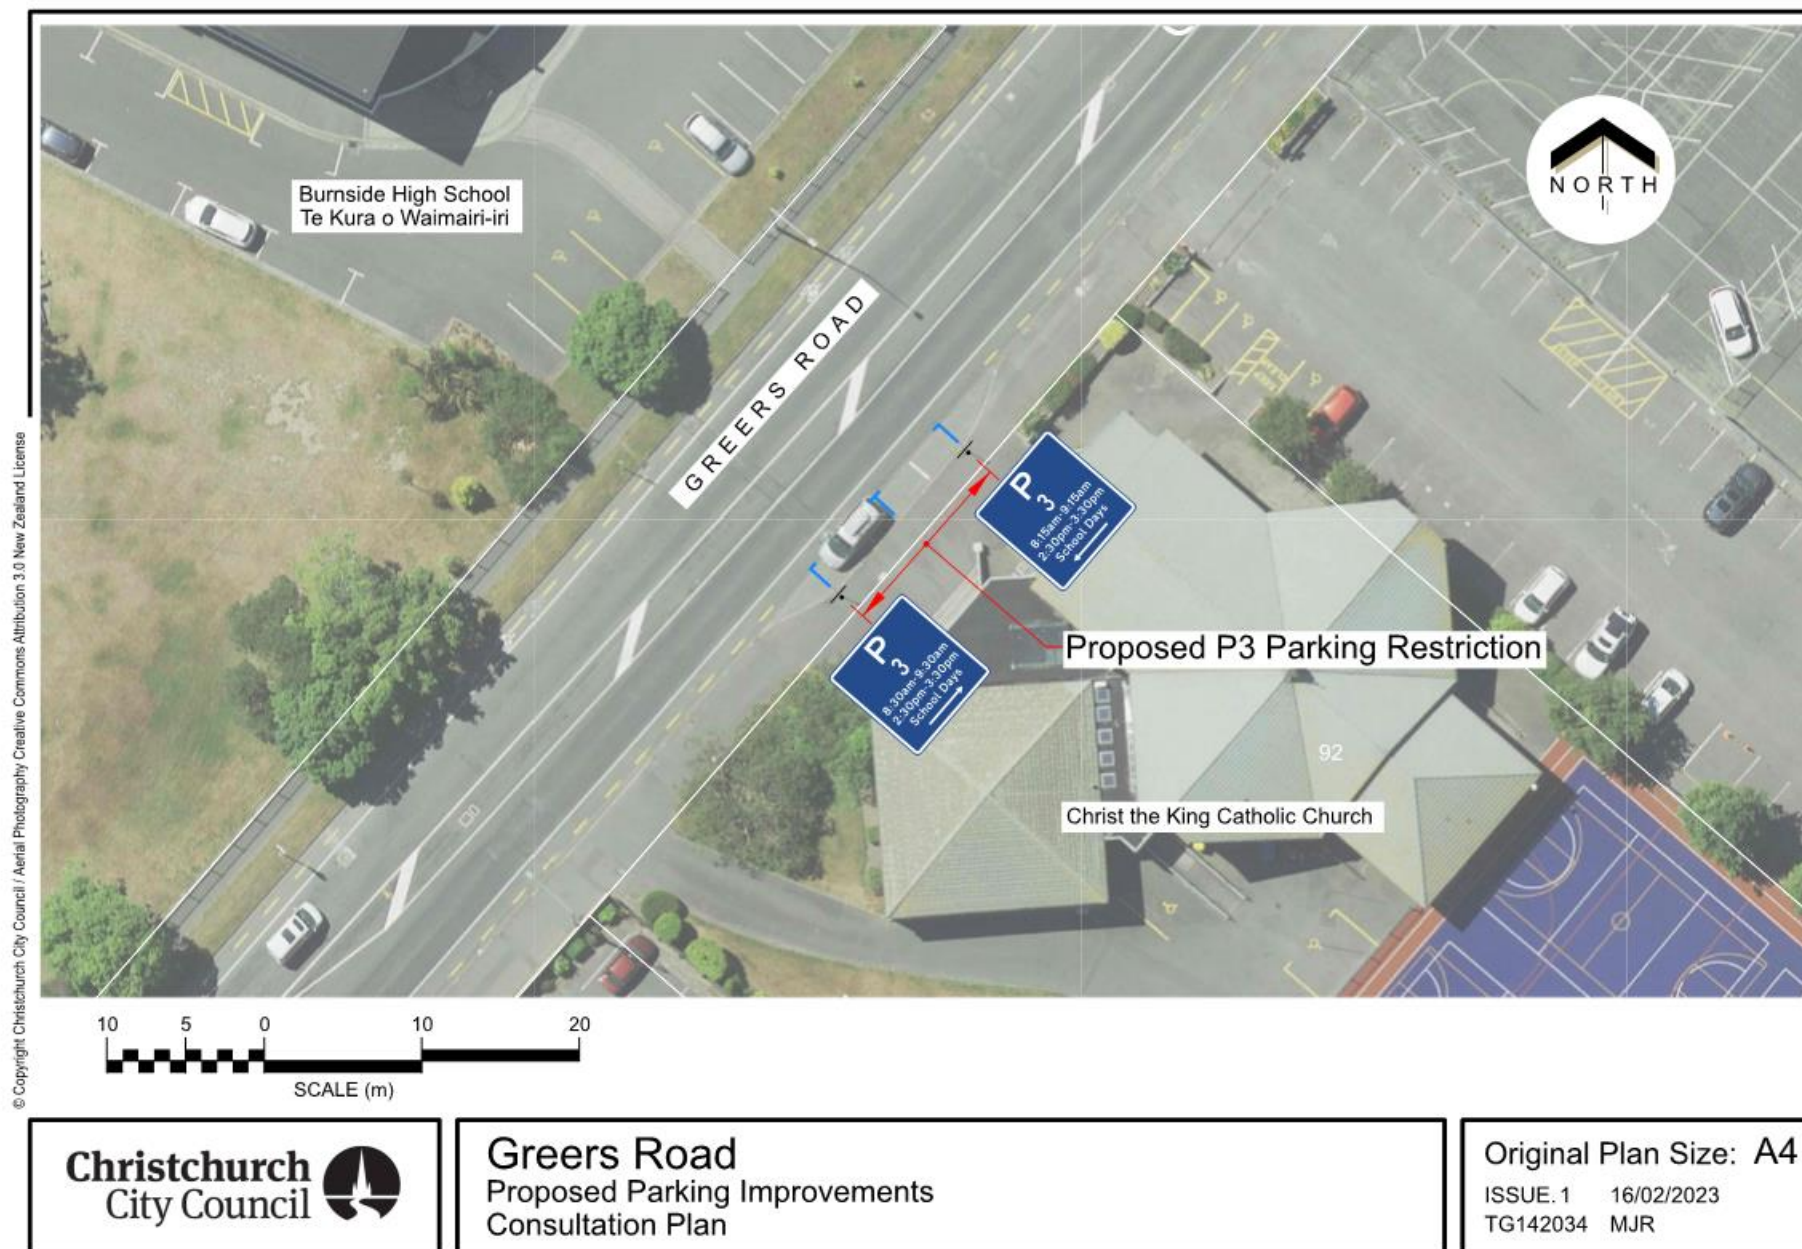 Burnside High School
Te Kura o Waimairi-iri
NORTH
GREERS ROAD
P
3
8:15am-9:15am
2:30pm-3:30pm
School Days
P
3
8:30am-9:30am
2:30pm-3:30pm
School Days
Proposed P3 Parking Restriction
92
Christ the King Catholic Church
© Copyright Christchurch City Council / Aerial Photography Creative Commons Attribution 3.0 New Zealand License
10 5 0 10 20
SCALE (m)
Christchurch
City Council
Greers Road
Proposed Parking Improvements
Consultation Plan
Original Plan Size: A4
ISSUE.1 16/02/2023
TG142034 MJR